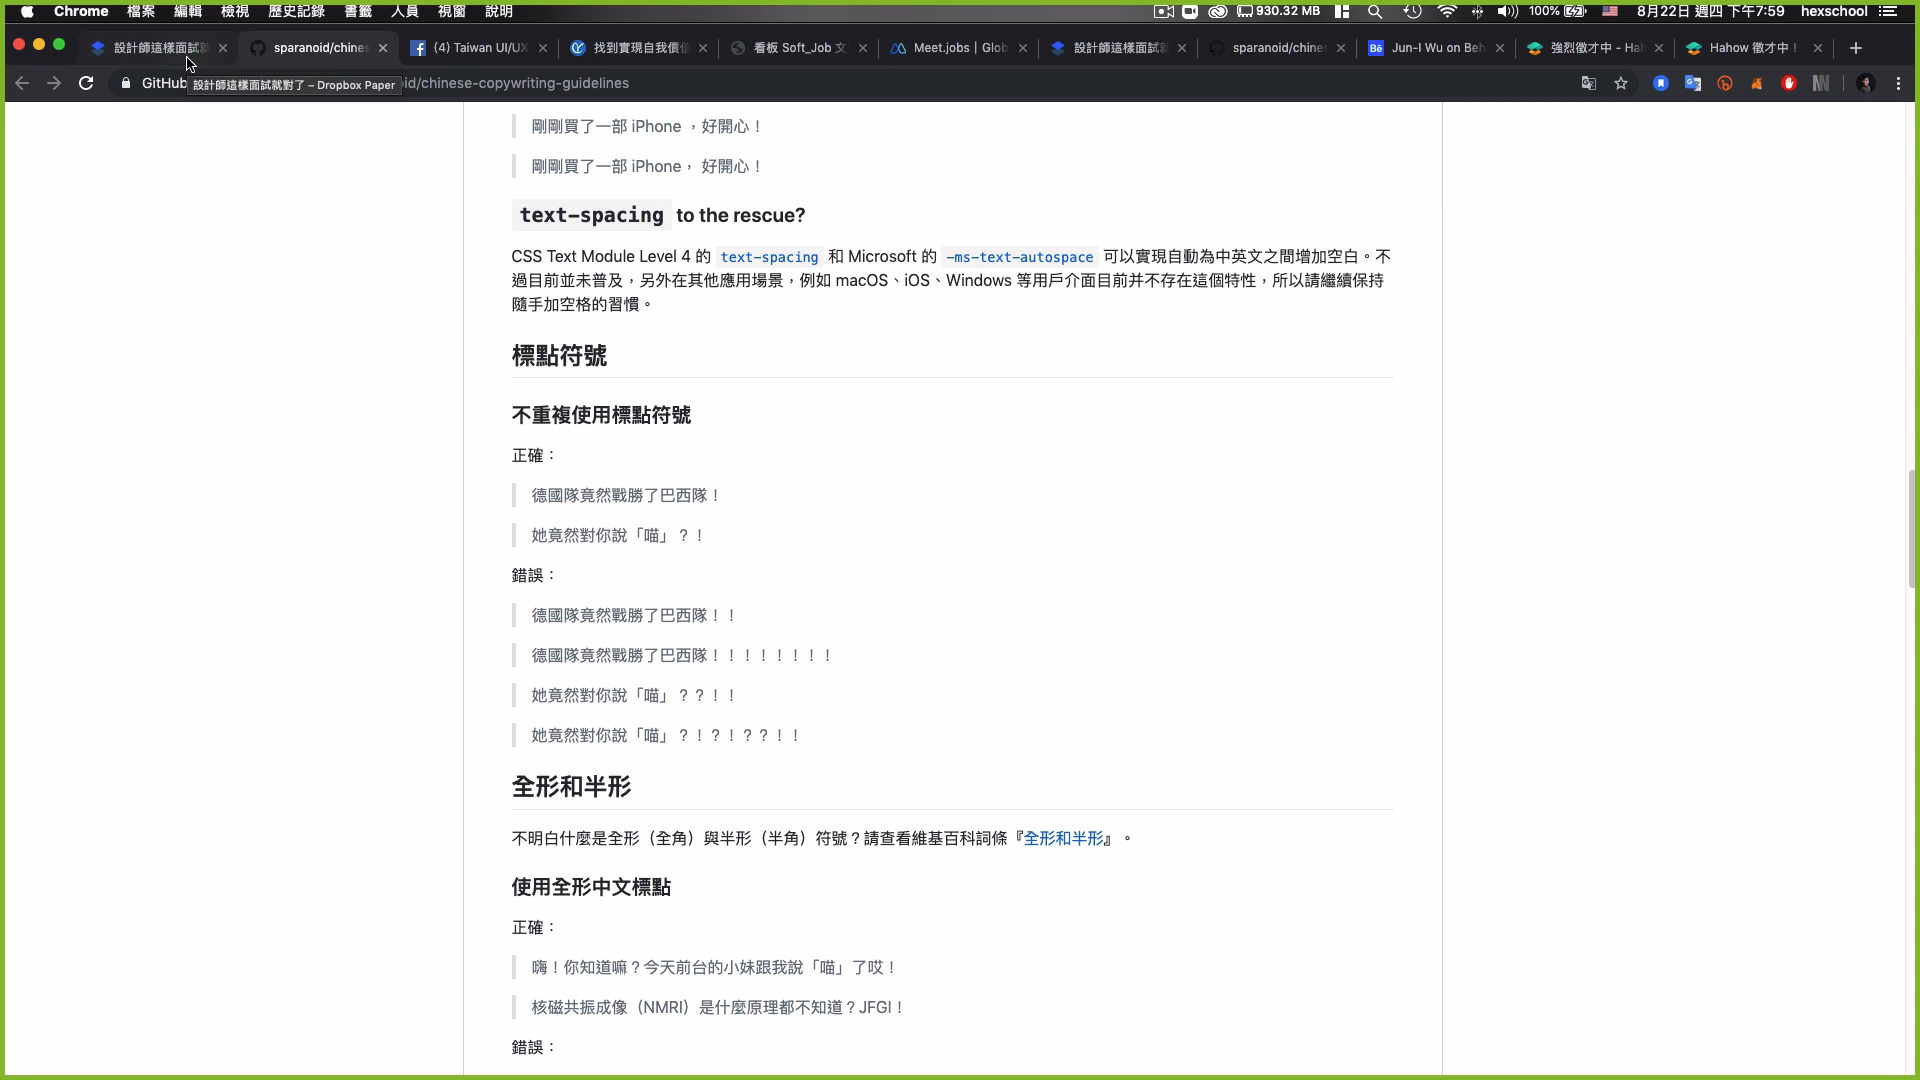 Chrome 檔案 編輯 檢視 歷史記錄 書籤 人員 視窗 說明 930.32 MB 100% 8月22日 週四 下午7:59 hexschool
設計師這樣面試就 sparanoid/chines (4) Taiwan UI/UX 找到實現自我價值 看板 Soft_Job 文 Meet.jobs | Glob 設計師這樣面試就 sparanoid/chines Jun-I Wu on Beh 強烈徵才中 - Hah Hahow 徵才中！
GitHub id/chinese-copywriting-guidelines
設計師這樣面試就對了 – Dropbox Paper
剛剛買了一部 iPhone ，好開心！
剛剛買了一部 iPhone， 好開心！
text-spacing to the rescue?
CSS Text Module Level 4 的 text-spacing 和 Microsoft 的 -ms-text-autospace 可以實現自動為中英文之間增加空白。不
過目前並未普及，另外在其他應用場景，例如 macOS、iOS、Windows 等用戶介面目前并不存在這個特性，所以請繼續保持
隨手加空格的習慣。
標點符號
不重複使用標點符號
正確：
德國隊竟然戰勝了巴西隊！
她竟然對你說「喵」？！
錯誤：
德國隊竟然戰勝了巴西隊！！
德國隊竟然戰勝了巴西隊！！！！！！！！
她竟然對你說「喵」？？！！
她竟然對你說「喵」？！？！？？！！
全形和半形
不明白什麼是全形（全角）與半形（半角）符號？請查看維基百科詞條『全形和半形』。
使用全形中文標點
正確：
嗨！你知道嘛？今天前台的小妹跟我說「喵」了哎！
核磁共振成像（NMRI）是什麼原理都不知道？JFGI！
錯誤：